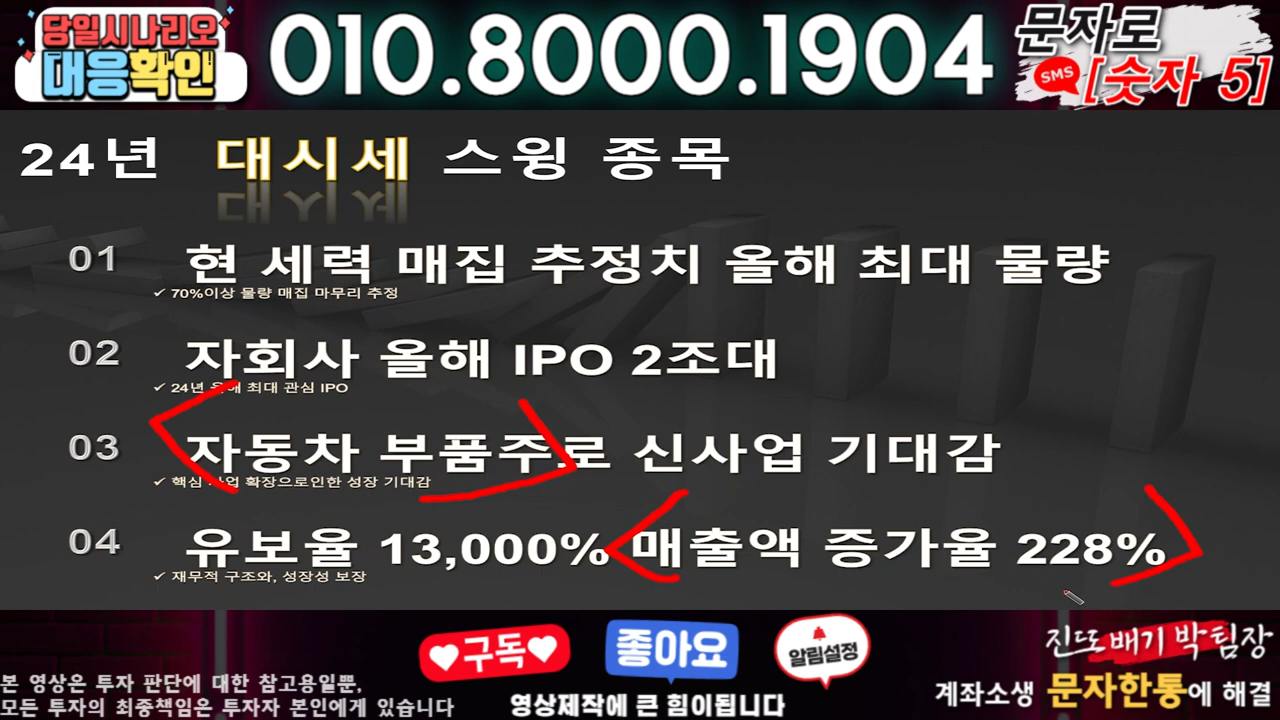 당일시나리오
대응확인
010.8000.1904
문자로
SMS
[숫자 5]
24년 대시세 스윙 종목
01 현 세력 매집 추정치 올해 최대 물량
✓ 70%이상 물량 매집 마무리 추정
02 자회사 올해 IPO 2조대
✓ 24년 올해 최대 관심 IPO
03 자동차 부품주로 신사업 기대감
✓ 핵심 사업 확장으로인한 성장 기대감
04 유보율 13,000% 매출액 증가율 228%
✓ 재무적 구조와, 성장성 보장
구독
좋아요
알림설정
영상제작에 큰 힘이됩니다
본 영상은 투자 판단에 대한 참고용일뿐,
모든 투자의 최종책임은 투자자 본인에게 있습니다
진또배기 박팀장
계좌소생 문자한통에 해결